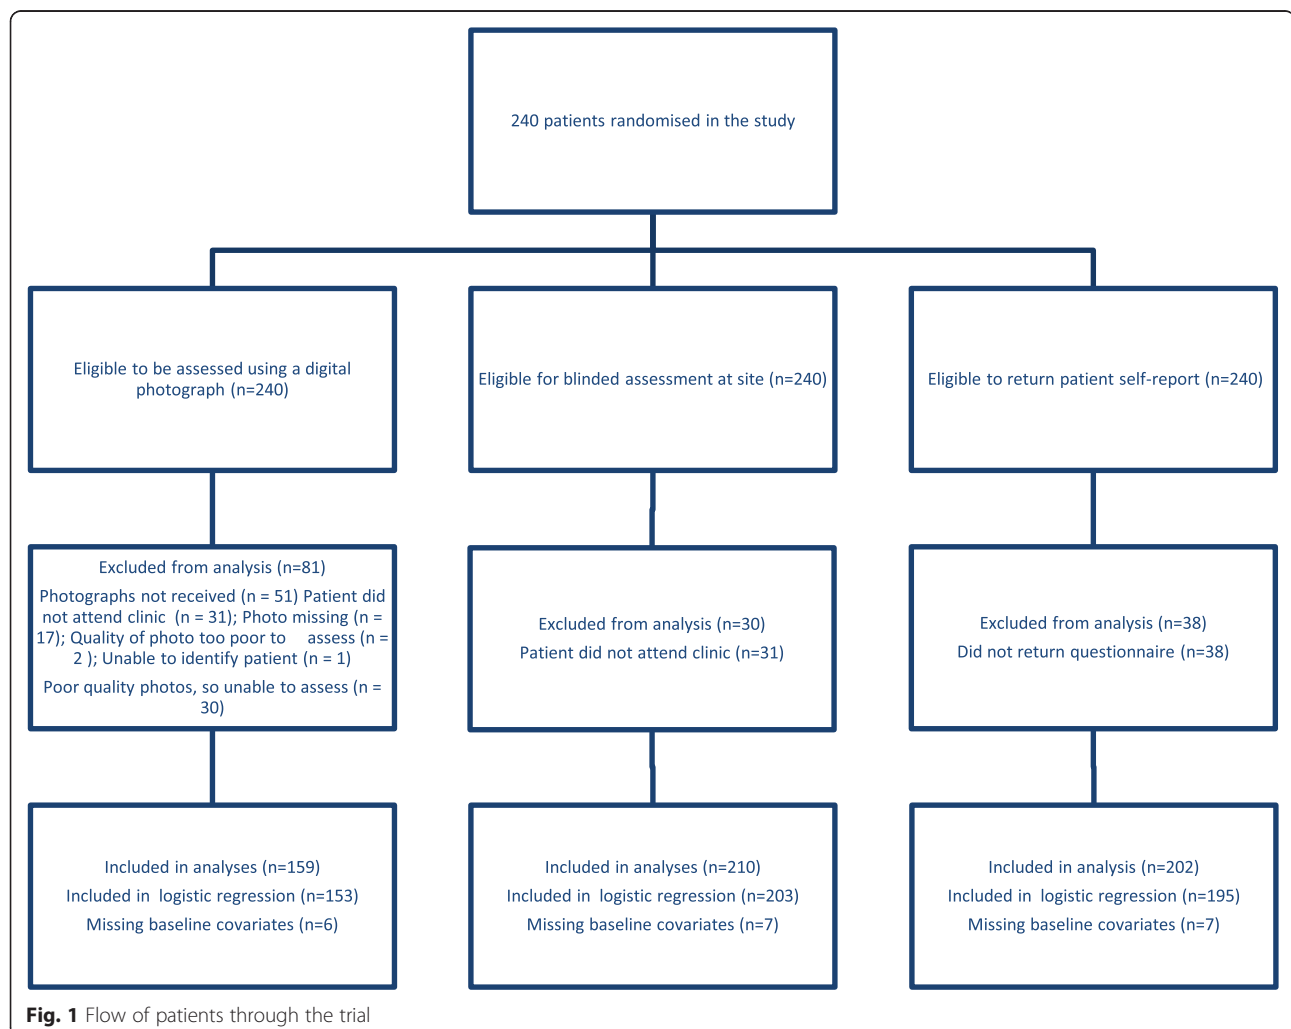 240 patients randomised in the study
Eligible to be assessed using a digital
photograph (n=240)
Eligible for blinded assessment at site (n=240)
Eligible to return patient self-report (n=240)
Excluded from analysis (n=81)
Photographs not received (n = 51) Patient did
not attend clinic (n = 31); Photo missing (n =
17); Quality of photo too poor to assess (n =
2 ); Unable to identify patient (n = 1)
Poor quality photos, so unable to assess (n =
30)
Excluded from analysis (n=30)
Patient did not attend clinic (n=31)
Excluded from analysis (n=38)
Did not return questionnaire (n=38)
Included in analyses (n=159)
Included in logistic regression (n=153)
Missing baseline covariates (n=6)
Included in analyses (n=210)
Included in logistic regression (n=203)
Missing baseline covariates (n=7)
Included in analysis (n=202)
Included in logistic regression (n=195)
Missing baseline covariates (n=7)
Fig. 1 Flow of patients through the trial